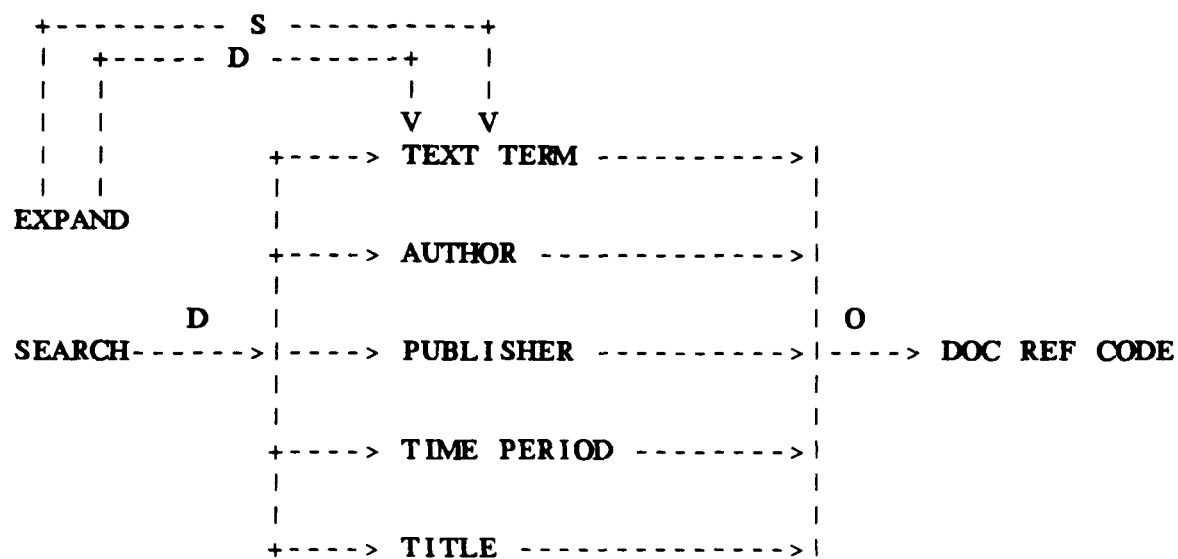 S
D
V V
TEXT TERM
EXPAND
AUTHOR
D O
SEARCH PUBLISHER DOC REF CODE
TIME PERIOD
TITLE